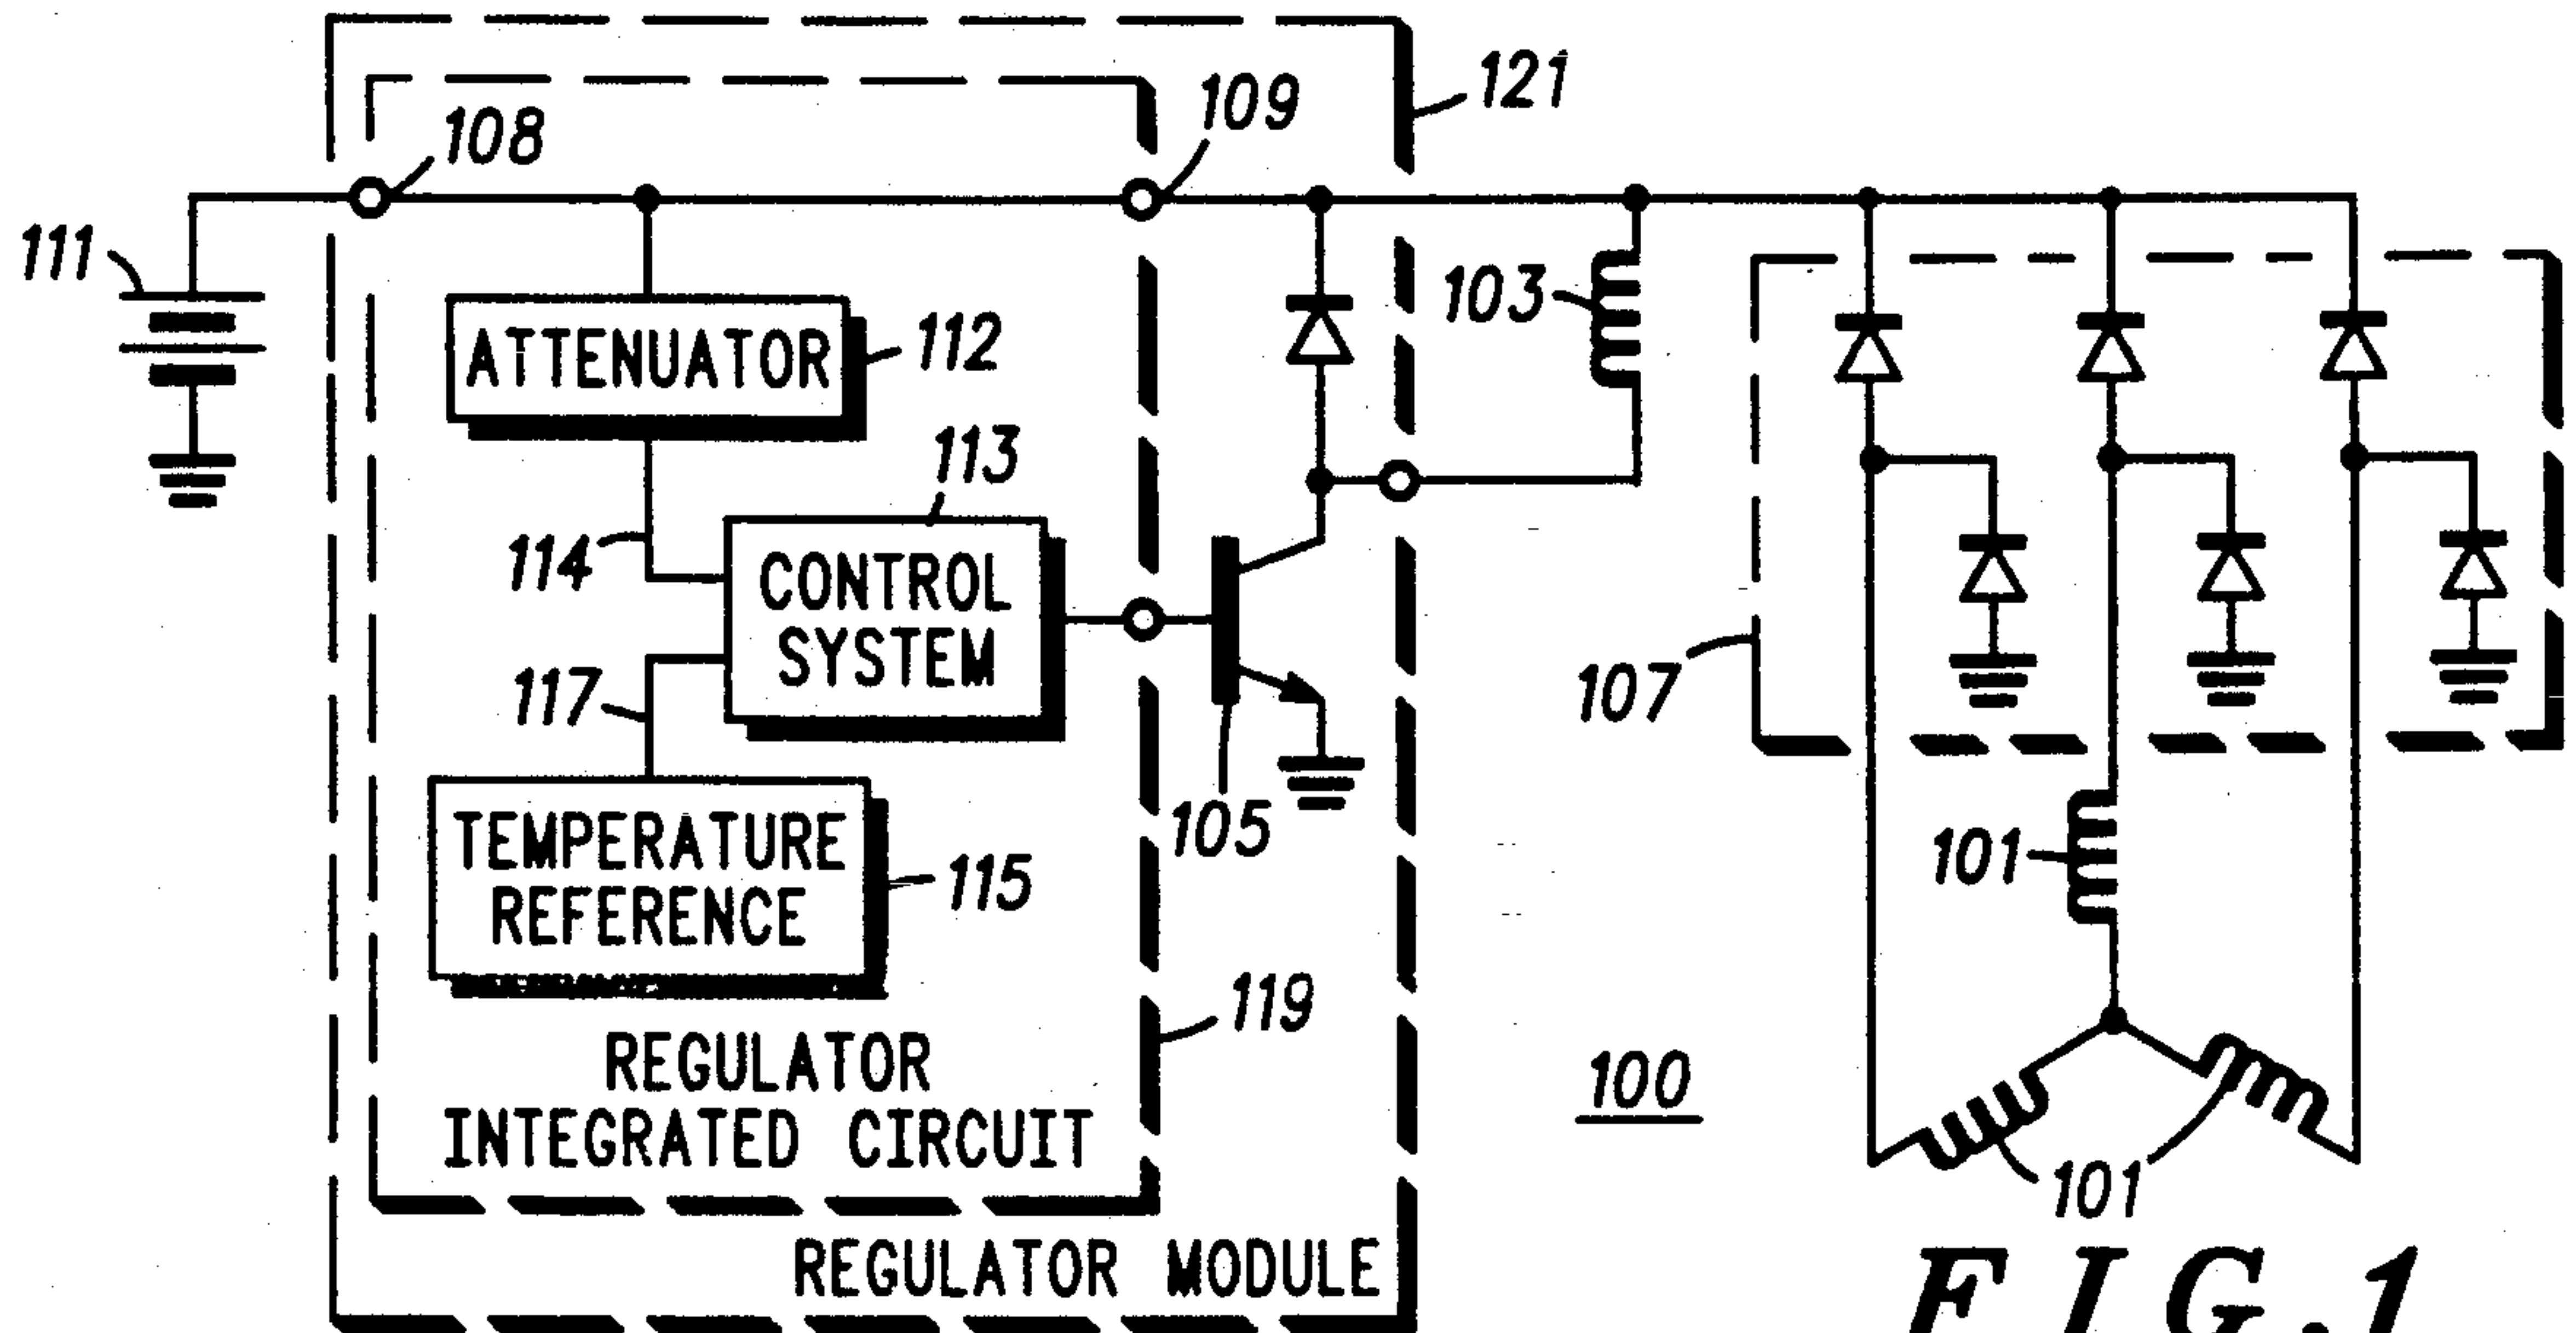 121
109
108
111
103
ATTENUATOR
112
113
114
CONTROL
SYSTEM
117
107
105
TEMPERATURE
REFERENCE
115
101
119
REGULATOR
INTEGRATED CIRCUIT
100
101
REGULATOR MODULE
FIG.1